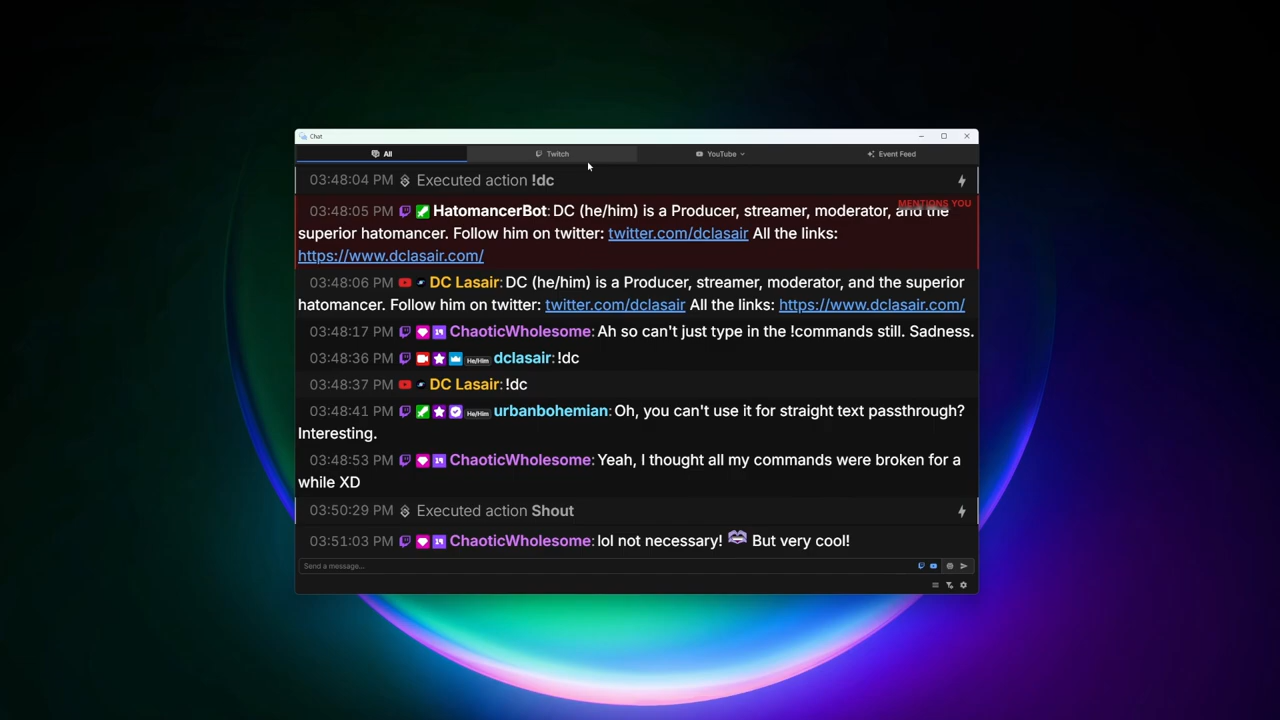 Chat
All Twitch YouTube Event Feed
03:48:04 PM Executed action !dc
MENTIONS YOU
03:48:05 PM HatomancerBot: DC (he/him) is a Producer, streamer, moderator, and the
superior hatomancer. Follow him on twitter: twitter.com/dclasair All the links:
https://www.dclasair.com/
03:48:06 PM DC Lasair: DC (he/him) is a Producer, streamer, moderator, and the superior
hatomancer. Follow him on twitter: twitter.com/dclasair All the links: https://www.dclasair.com/
03:48:17 PM 19 ChaoticWholesome: Ah so can't just type in the !commands still. Sadness.
03:48:36 PM He/Him dclasair: !dc
03:48:37 PM DC Lasair: !dc
03:48:41 PM He/Him urbanbohemian: Oh, you can't use it for straight text passthrough?
Interesting.
03:48:53 PM 19 ChaoticWholesome: Yeah, I thought all my commands were broken for a
while XD
03:50:29 PM Executed action Shout
03:51:03 PM 19 ChaoticWholesome: lol not necessary! But very cool!
Send a message...